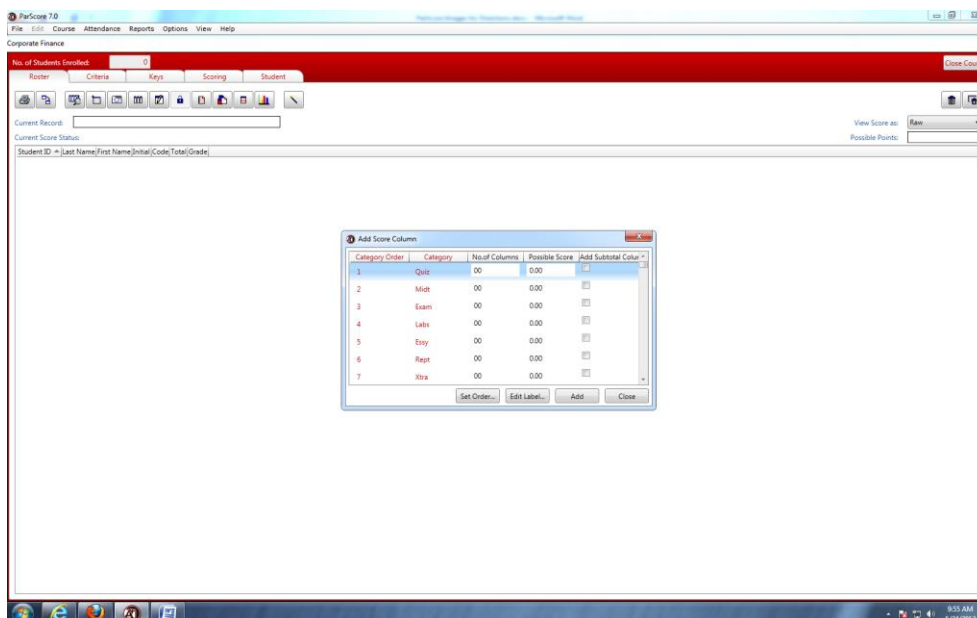 ParScore 7.0
File Edit Course Attendance Reports Options View Help
Corporate Finance
No. of Students Enrolled: 0
Close Cou
Roster Criteria Keys Scoring Student
Current Record:
View Score as: Raw
Current Score Status:
Possible Points:
Student ID Last Name First Name Initial Code Total Grade
Add Score Column
Category Order Category No.of Columns Possible Score Add Subtotal Colu
1 Quiz 00 0.00
2 Midt 00 0.00
3 Exam 00 0.00
4 Labs 00 0.00
5 Essy 00 0.00
6 Rept 00 0.00
7 Xtra 00 0.00
Set Order... Edit Label... Add Close
9:55 AM